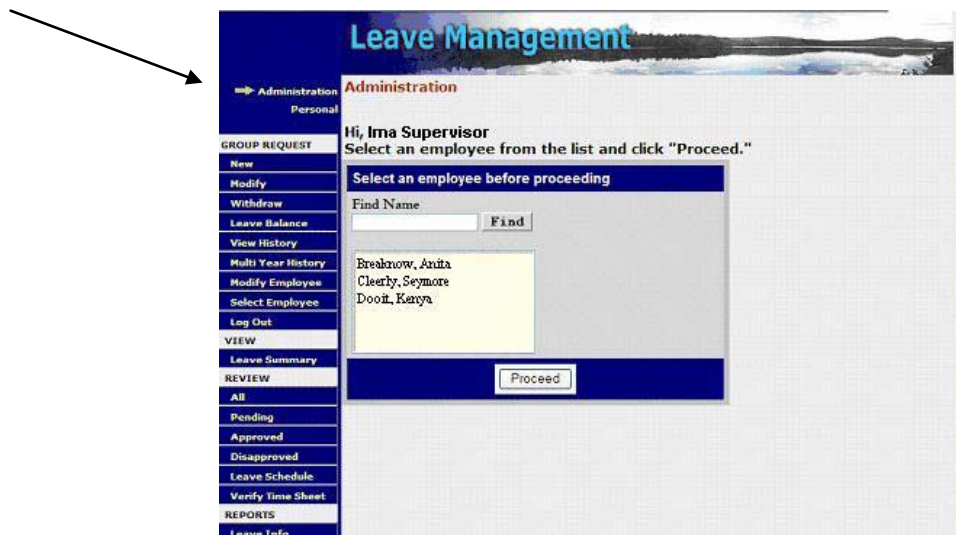 Leave Management
Administration
Personal
GROUP REQUEST
New
Modify
Withdraw
Leave Balance
View History
Multi Year History
Modify Employee
Select Employee
Log Out
VIEW
Leave Summary
REVIEW
All
Pending
Approved
Disapproved
Leave Schedule
Verify Time Sheet
REPORTS
Leave Info
Administration
Hi, Ima Supervisor
Select an employee from the list and click "Proceed."
Select an employee before proceeding
Find Name
Find
Breaknow, Anita
Cleerly, Seymore
Dooit, Kenya
Proceed